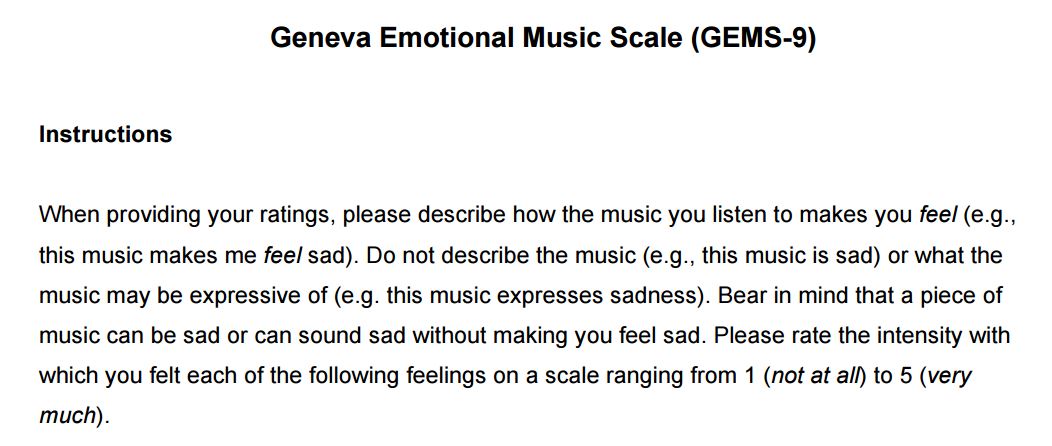 Geneva Emotional Music Scale (GEMS-9)
Instructions
When providing your ratings, please describe how the music you listen to makes you feel (e.g.,
this music makes me feel sad). Do not describe the music (e.g., this music is sad) or what the
music may be expressive of (e.g. this music expresses sadness). Bear in mind that a piece of
music can be sad or can sound sad without making you feel sad. Please rate the intensity with
which you felt each of the following feelings on a scale ranging from 1 (not at all) to 5 (very
much).